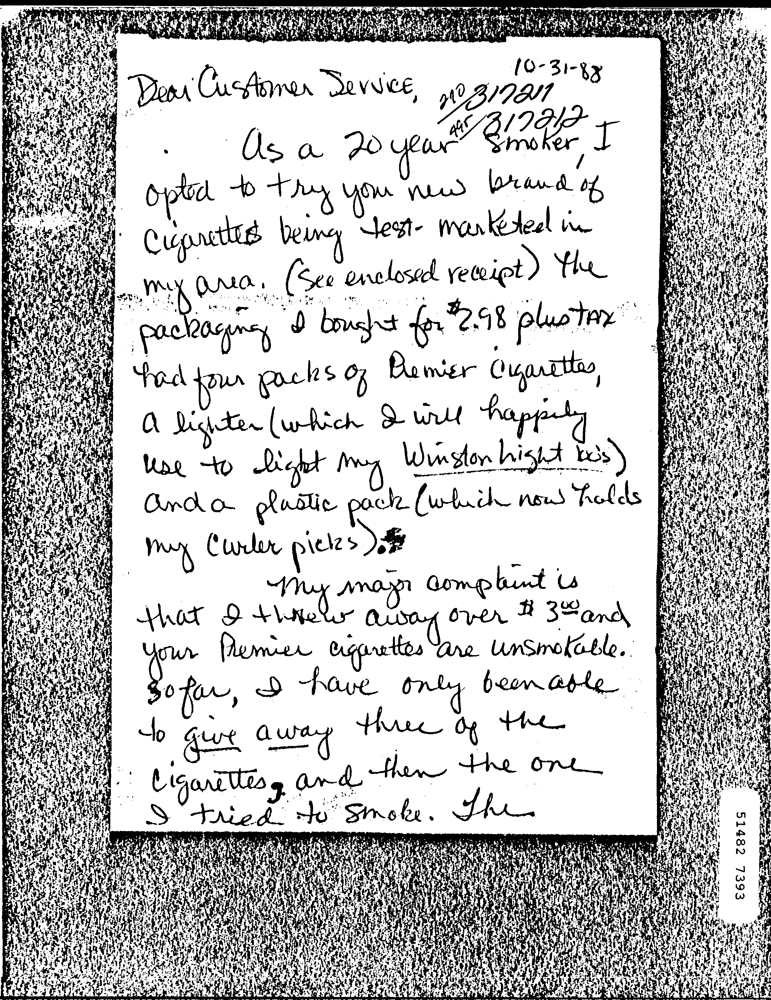 10-31-88
Dear Customer Service,
210/317211
495/317212
As a 20 year smoker, I
opted to try your new brand of
Cigarettes being test-marketed in
my area. (See enclosed receipt) The
packaging I bought for $2.98 plus tax
had four packs of Premier Cigarettes,
a lighter (which I will happily
use to light my Winston Light
and a plastic pack (which now holds
my Curler picks).
My major complaint is
that I threw away over $3.00 and
your Premier cigarettes are unsmokable.
So far, I have only been able
to give away three of the
Cigarettes, and then the one
I tried to smoke. The
51482 7393